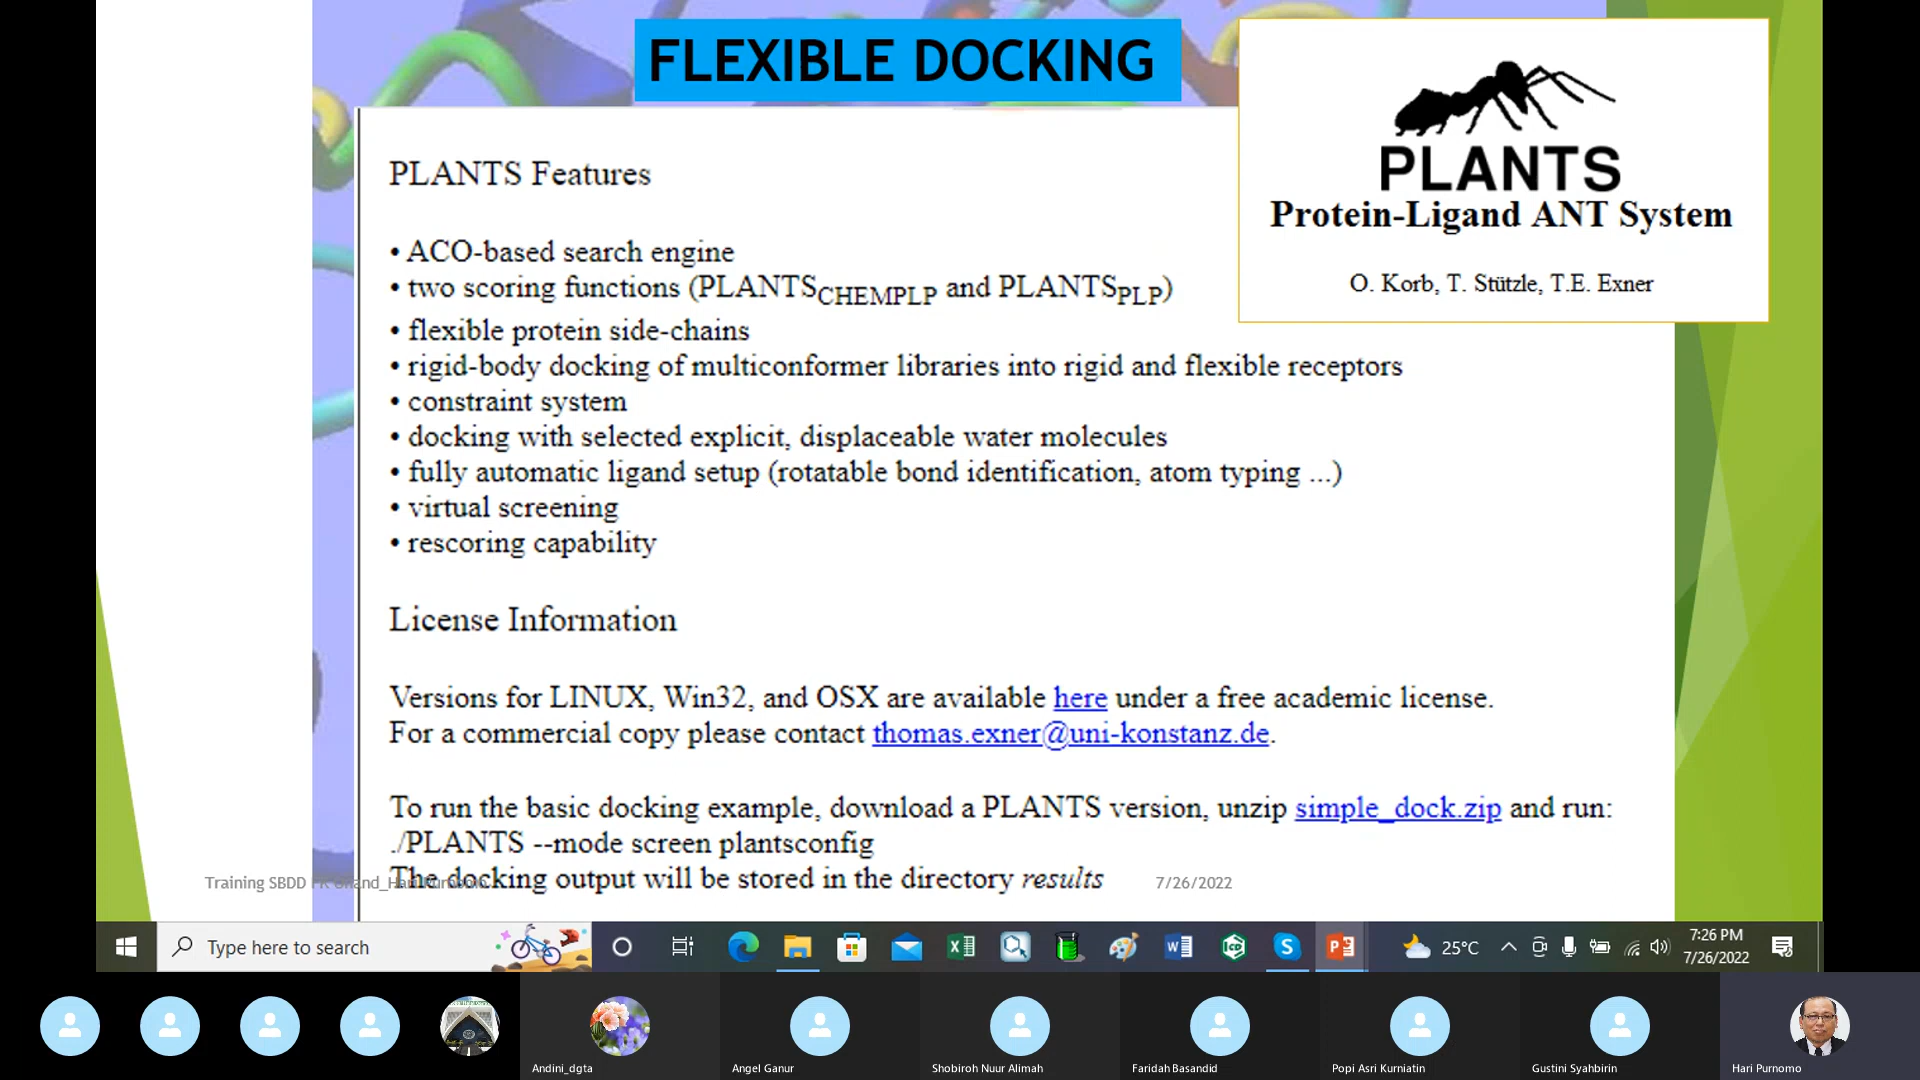 FLEXIBLE DOCKING
PLANTS
Protein-Ligand ANT System
O. Korb, T. Stützle, T.E. Exner
PLANTS Features
• ACO-based search engine
• two scoring functions (PLANTSCHEMPLP and PLANTSPLP)
• flexible protein side-chains
• rigid-body docking of multiconformer libraries into rigid and flexible receptors
• constraint system
• docking with selected explicit, displaceable water molecules
• fully automatic ligand setup (rotatable bond identification, atom typing ...)
• virtual screening
• rescoring capability
License Information
Versions for LINUX, Win32, and OSX are available here under a free academic license.
For a commercial copy please contact thomas.exner@uni-konstanz.de.
To run the basic docking example, download a PLANTS version, unzip simple_dock.zip and run:
./PLANTS --mode screen plantsconfig
The docking output will be stored in the directory results
Training SBDD
7/26/2022
Type here to search
25°C
7:26 PM
7/26/2022
Andini_dgta
Angel Ganur
Shobiroh Nuur Alimah
Faridah Basandid
Popi Asri Kurniatin
Gustini Syahbirin
Hari Purnomo